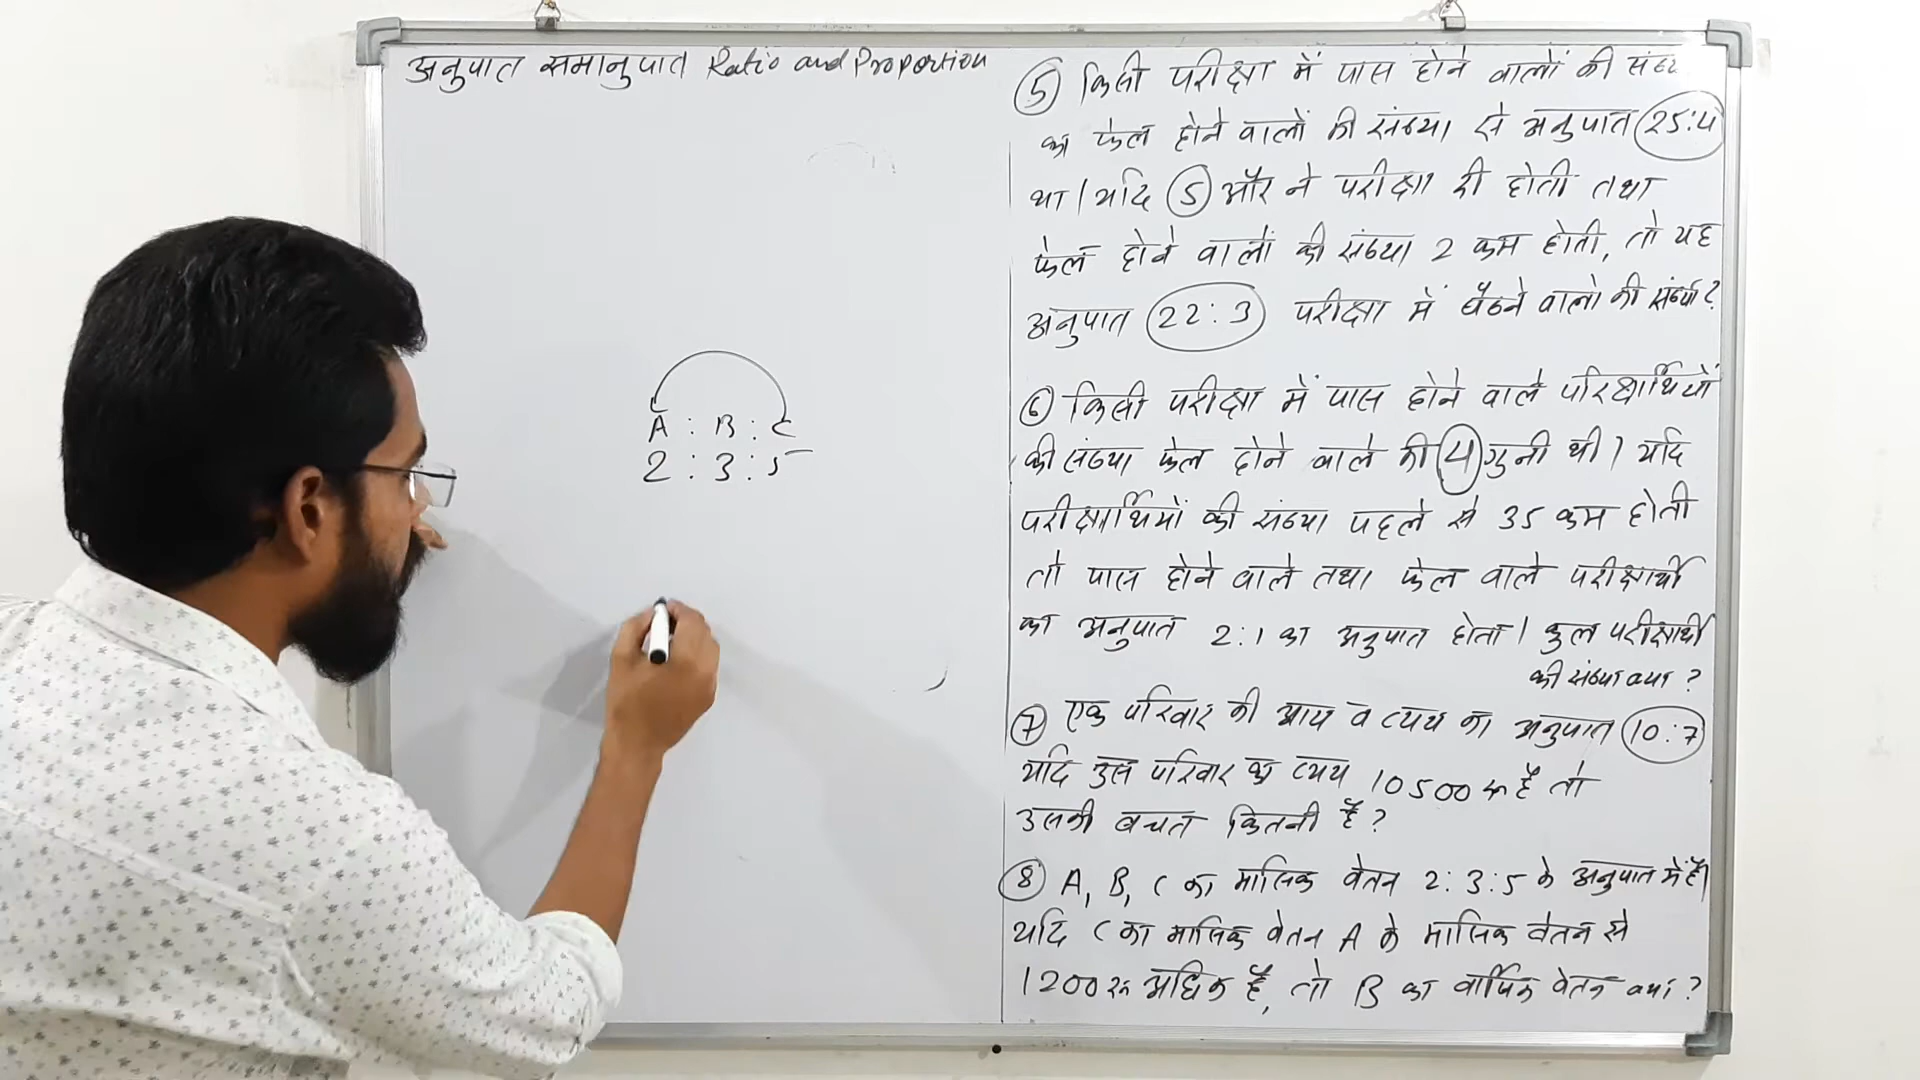 अनुपात समानुपात Ratio and Proportion
A : B : C
2 : 3 : 5
⑤ किसी परीक्षा में पास होने वालों की
का फेल होने वालों की संख्या से अनुपात 25:4
था। यदि 5 और ने परीक्षा दी होती तथा
फेल होने वालों की संख्या 2 कम होती, तो यह
अनुपात 22:3 परीक्षा में बैठने वालो की संख्या?
⑥ किसी परीक्षा में पास होने वाले परिक्षार्थियों
की संख्या फेल होने वाले की 4 गुनी थी। यदि
परीक्षार्थियों की संख्या पहले से 35 कम होती
तो पास होने वाले तथा फेल वाले परीक्षार्थी
का अनुपात 2:1 का अनुपात होता। कुल परीक्षार्थी
की संख्या क्या?
⑦ एक परिवार की आय व व्यय का अनुपात 10:7
यदि उस परिवार का व्यय 10500 रू है तो
उसकी बचत कितनी है?
⑧ A, B, C का मासिक वेतन 2:3:5 के अनुपात में है।
यदि C का मासिक वेतन A के मासिक वेतन से
1200 रू अधिक है, तो B का वार्षिक वेतन क्या?